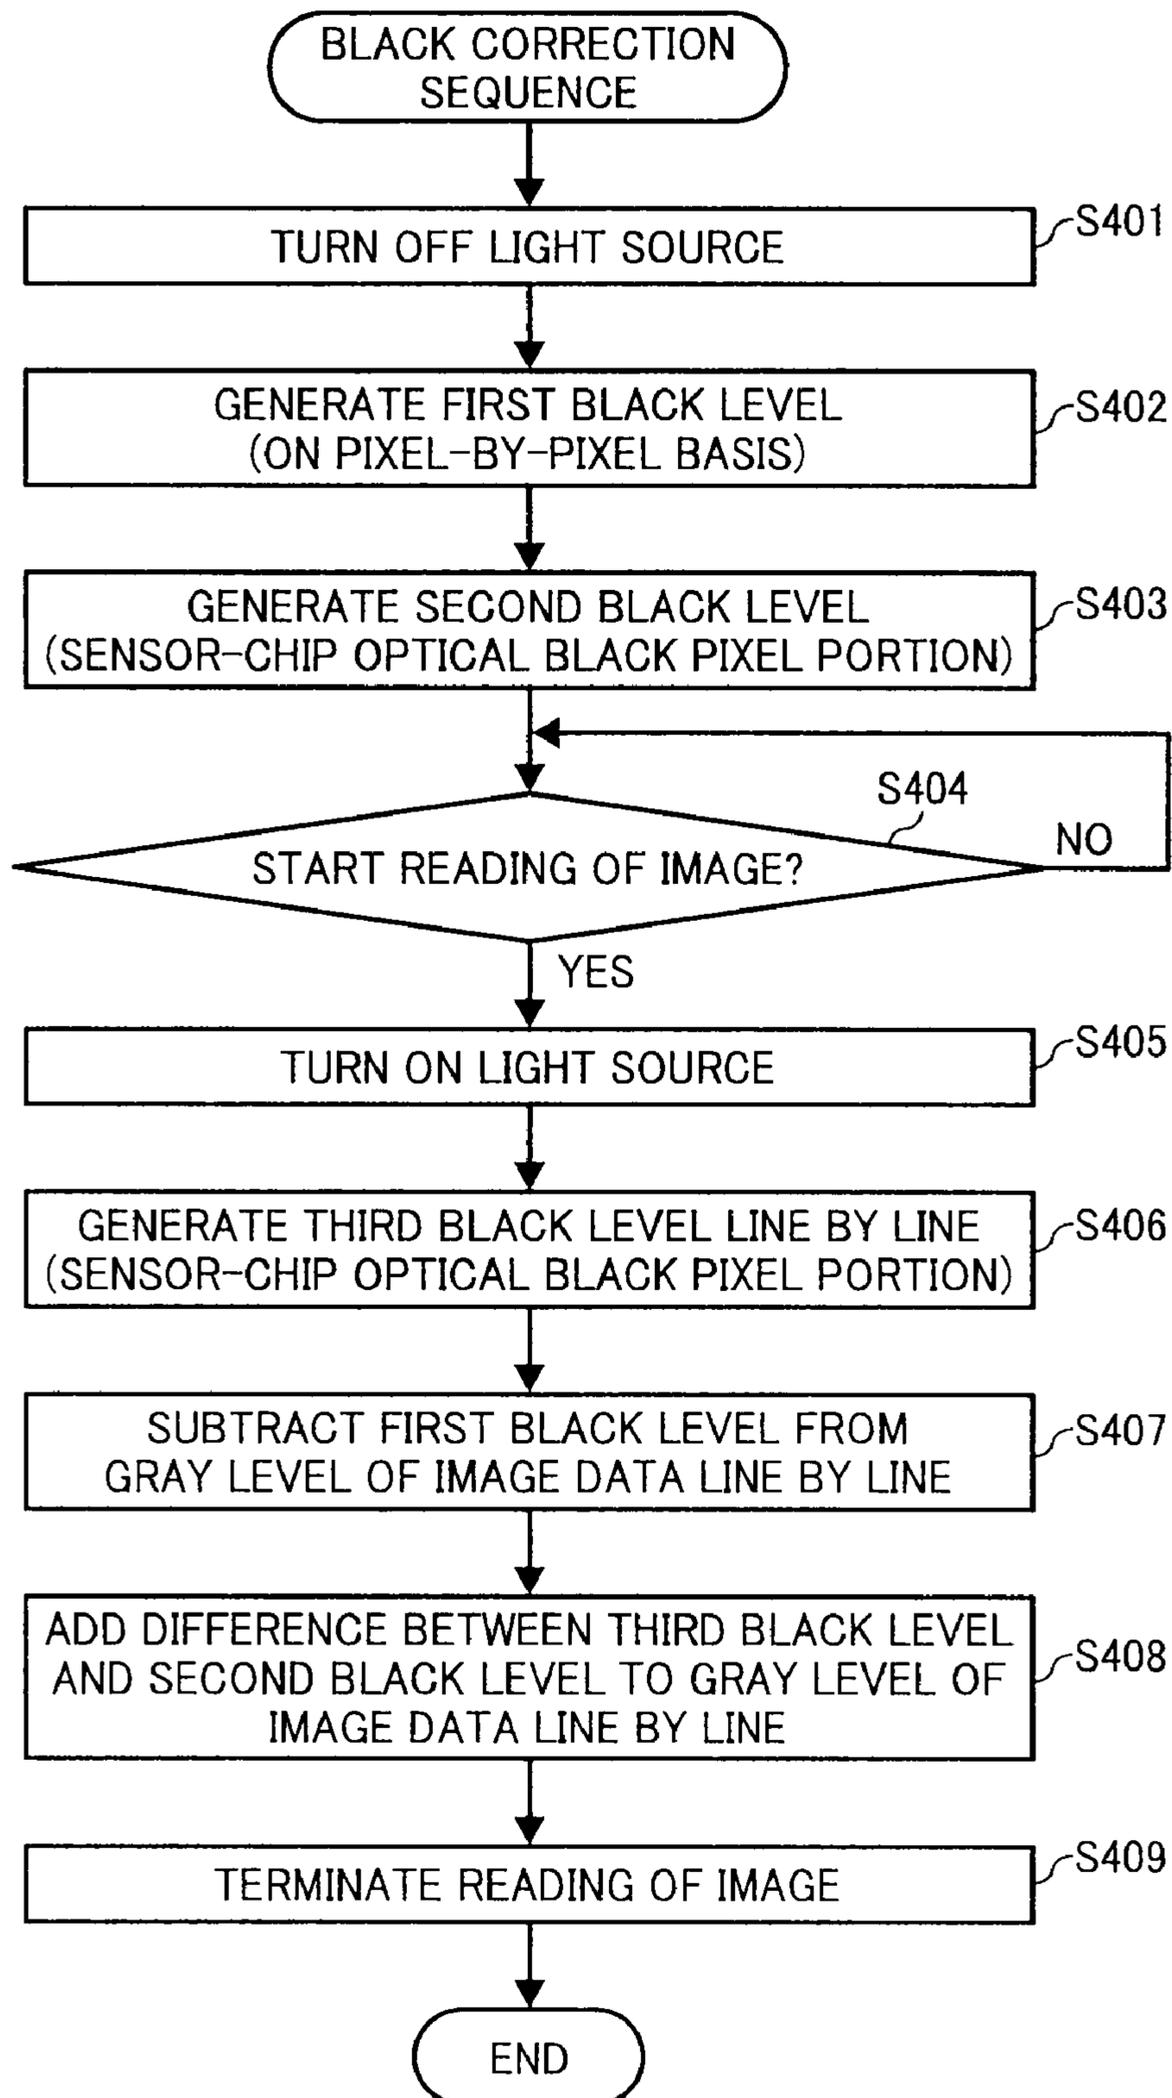 BLACK CORRECTION
SEQUENCE
S401
TURN OFF LIGHT SOURCE
S402
GENERATE FIRST BLACK LEVEL
(ON PIXEL-BY-PIXEL BASIS)
S403
GENERATE SECOND BLACK LEVEL
(SENSOR-CHIP OPTICAL BLACK PIXEL PORTION)
S404
NO
START READING OF IMAGE?
YES
S405
TURN ON LIGHT SOURCE
S406
GENERATE THIRD BLACK LEVEL LINE BY LINE
(SENSOR-CHIP OPTICAL BLACK PIXEL PORTION)
S407
SUBTRACT FIRST BLACK LEVEL FROM
GRAY LEVEL OF IMAGE DATA LINE BY LINE
S408
ADD DIFFERENCE BETWEEN THIRD BLACK LEVEL
AND SECOND BLACK LEVEL TO GRAY LEVEL OF
IMAGE DATA LINE BY LINE
S409
TERMINATE READING OF IMAGE
END